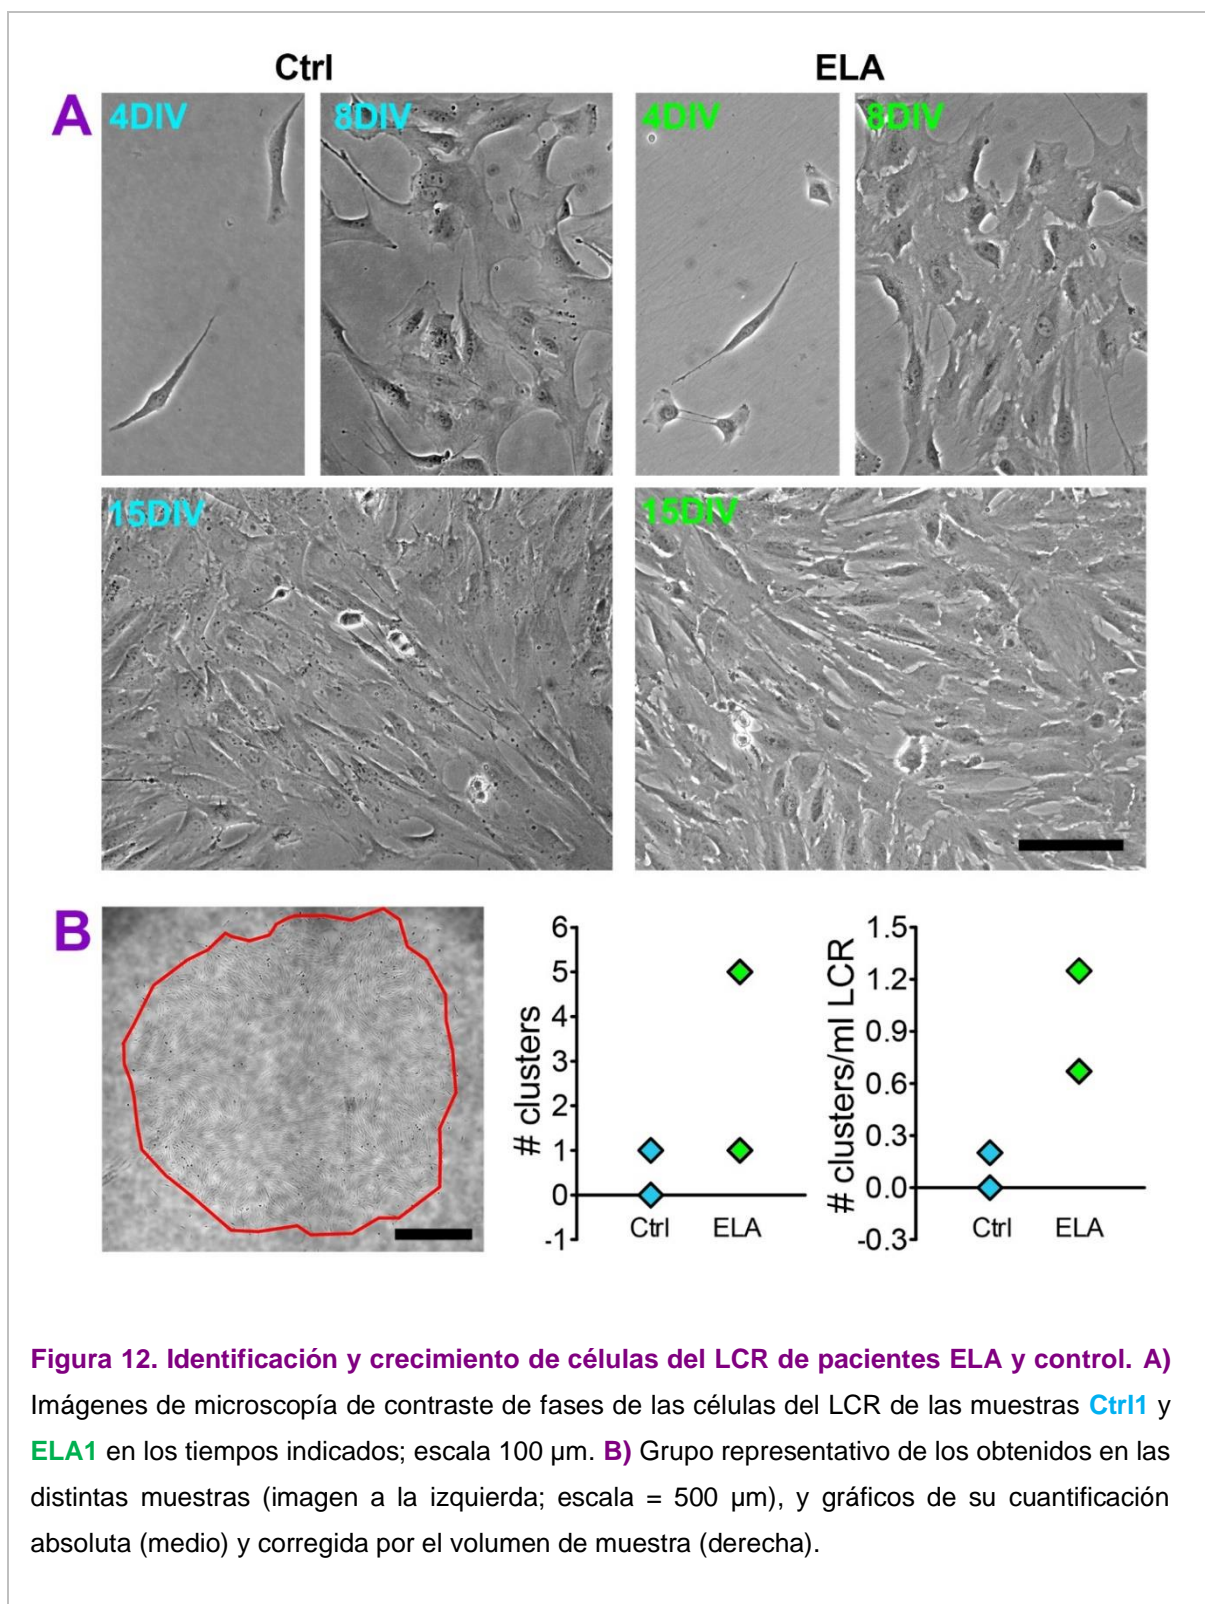 Ctrl
ELA
A
4DIV
8DIV
4DIV
8DIV
15DIV
15DIV
B
# clusters
6
5
4
3
2
1
0
-1
Ctrl
ELA
# clusters/ml LCR
1.5
1.2
0.9
0.6
0.3
0.0
-0.3
Ctrl
ELA
Figura 12. Identificación y crecimiento de células del LCR de pacientes ELA y control. A)
Imágenes de microscopía de contraste de fases de las células del LCR de las muestras Ctrl1 y
ELA1 en los tiempos indicados; escala 100 µm. B) Grupo representativo de los obtenidos en las
distintas muestras (imagen a la izquierda; escala = 500 µm), y gráficos de su cuantificación
absoluta (medio) y corregida por el volumen de muestra (derecha).